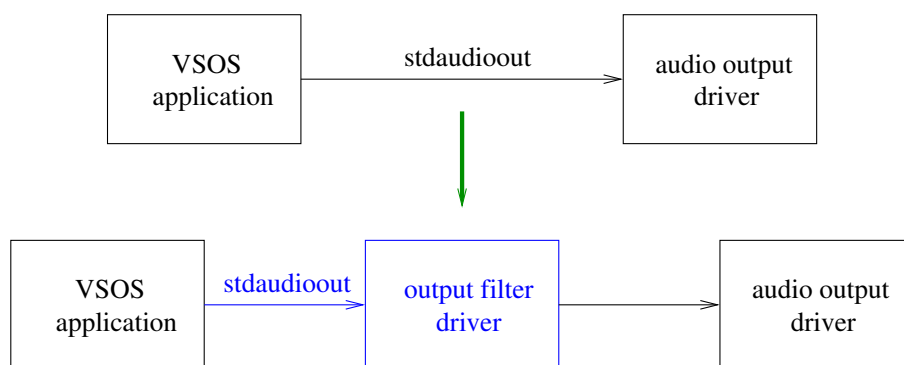 VSOS
application
stdaudioout
audio output
driver
VSOS
application
stdaudioout
output filter
driver
audio output
driver